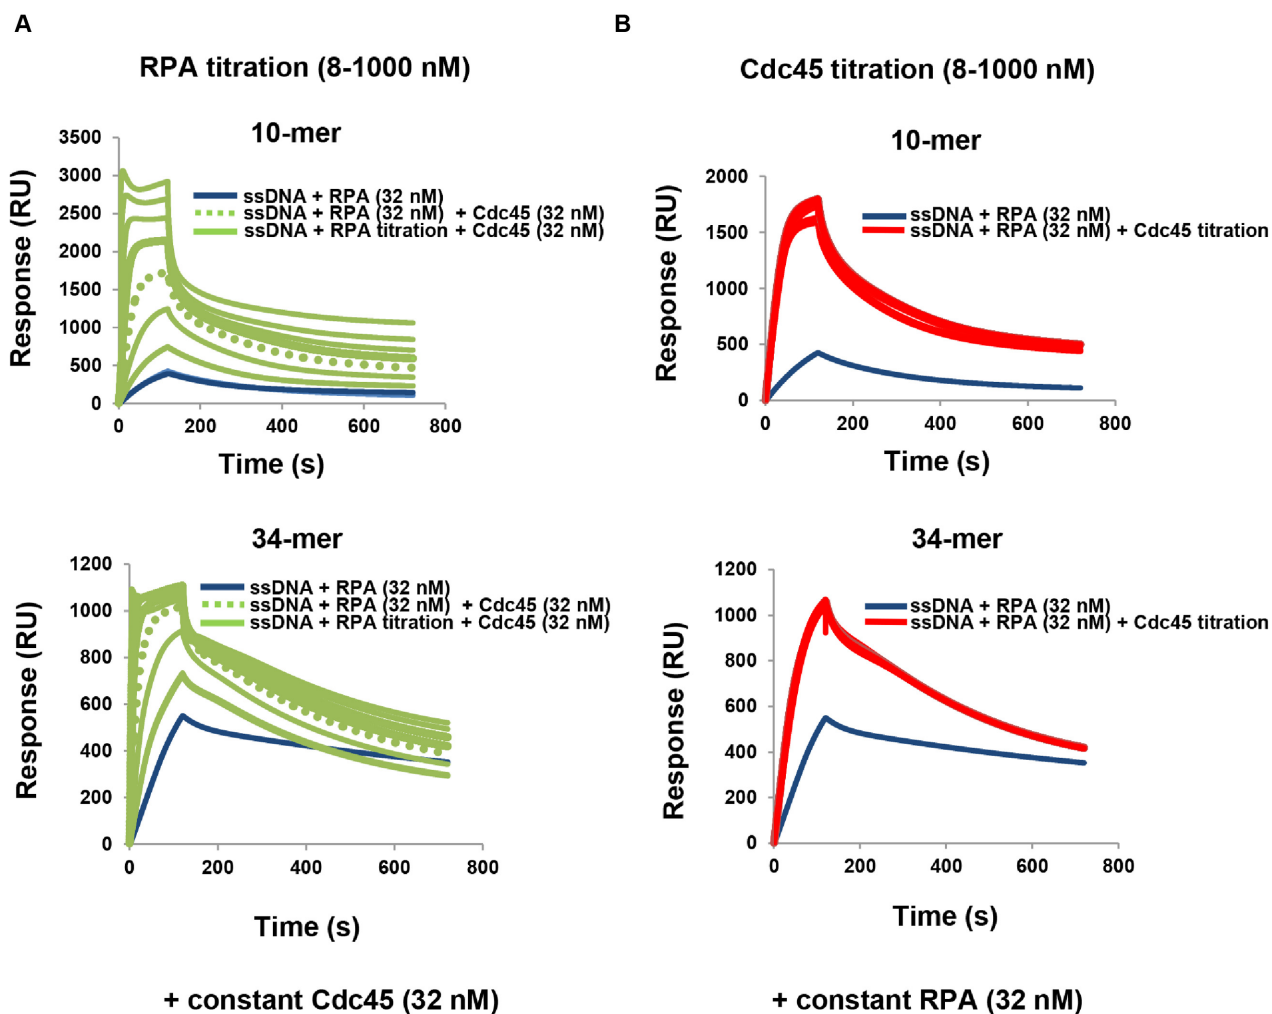 A
RPA titration (8-1000 nM)
10-mer
Response (RU)
3500
3000
2500
2000
1500
1000
500
0
ssDNA + RPA (32 nM)
ssDNA + RPA (32 nM) + Cdc45 (32 nM)
ssDNA + RPA titration + Cdc45 (32 nM)
0 200 400 600 800
Time (s)
34-mer
Response (RU)
1200
1000
800
600
400
200
0
ssDNA + RPA (32 nM)
ssDNA + RPA (32 nM) + Cdc45 (32 nM)
ssDNA + RPA titration + Cdc45 (32 nM)
0 200 400 600 800
Time (s)
+ constant Cdc45 (32 nM)
B
Cdc45 titration (8-1000 nM)
10-mer
Response (RU)
2000
1500
1000
500
0
ssDNA + RPA (32 nM)
ssDNA + RPA (32 nM) + Cdc45 titration
0 200 400 600 800
Time (s)
34-mer
Response (RU)
1200
1000
800
600
400
200
0
ssDNA + RPA (32 nM)
ssDNA + RPA (32 nM) + Cdc45 titration
0 200 400 600 800
Time (s)
+ constant RPA (32 nM)